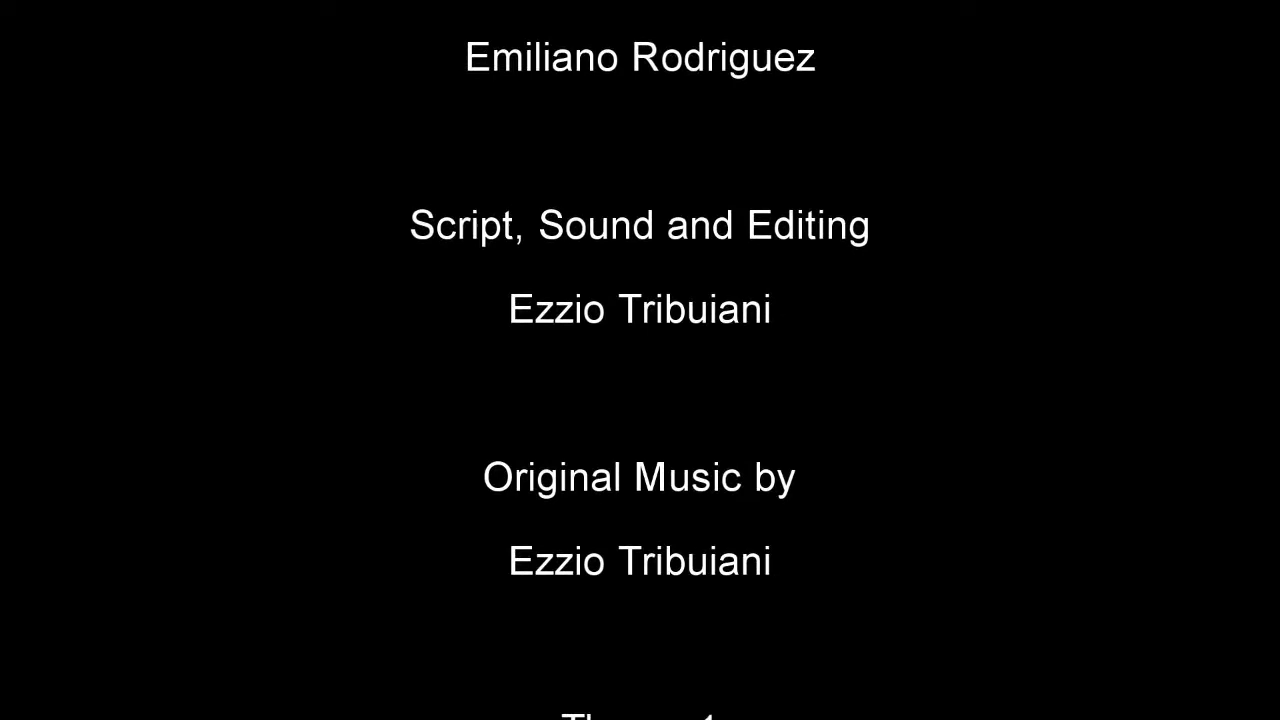 Emiliano Rodriguez
Script, Sound and Editing
Ezzio Tribuiani
Original Music by
Ezzio Tribuiani